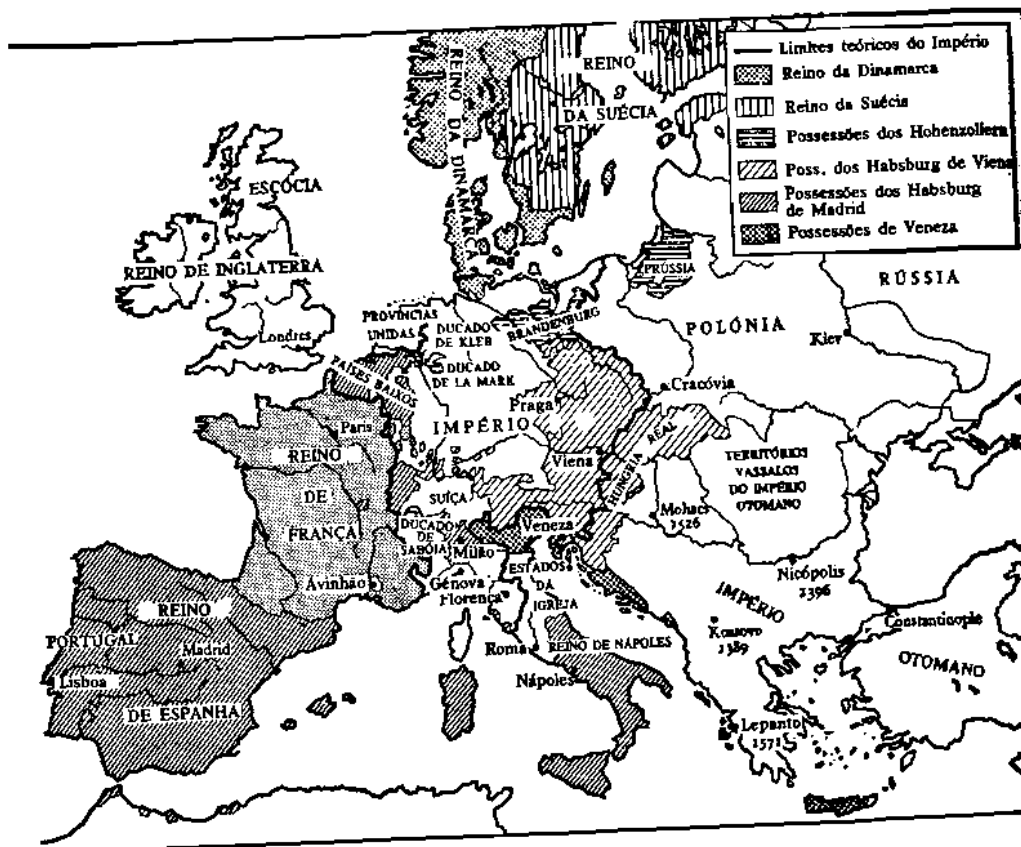 Limites teóricos do Império
Reino da Dinamarca
Reino da Suécia
Possessões dos Hohenzollern
Poss. dos Habsburg de Viena
Possessões dos Habsburg
de Madrid
Possessões de Veneza
REINO DA DINAMARCA
REINO
DA SUÉCIA
ESCÓCIA
REINO DE INGLATERRA
Londres
PROVÍNCIAS
UNIDAS
DUCADO
DE KLEB
DUCADO
DE LA MARK
BRANDENBURG
PRÚSSIA
RÚSSIA
POLÓNIA
Kiev
PAÍSES BAIXOS
Cracóvia
Praga
IMPÉRIO
Paris
REINO
DE
FRANÇA
Avinhão
SUÍÇA
Viena
HUNGRIA
REAL
TERRITÓRIOS
VASSALOS
DO IMPÉRIO
OTOMANO
Mohacs
1526
DUCADO
DE
SABÓIA
Milão
Veneza
Génova
Florença
ESTADOS
DA
IGREJA
Nicópolis
1396
IMPÉRIO
OTOMANO
Constantinople
Kossovo
1389
REINO
PORTUGAL
Madrid
Lisboa
DE ESPANHA
Roma
REINO DE NÁPOLES
Nápoles
Lepanto
1571